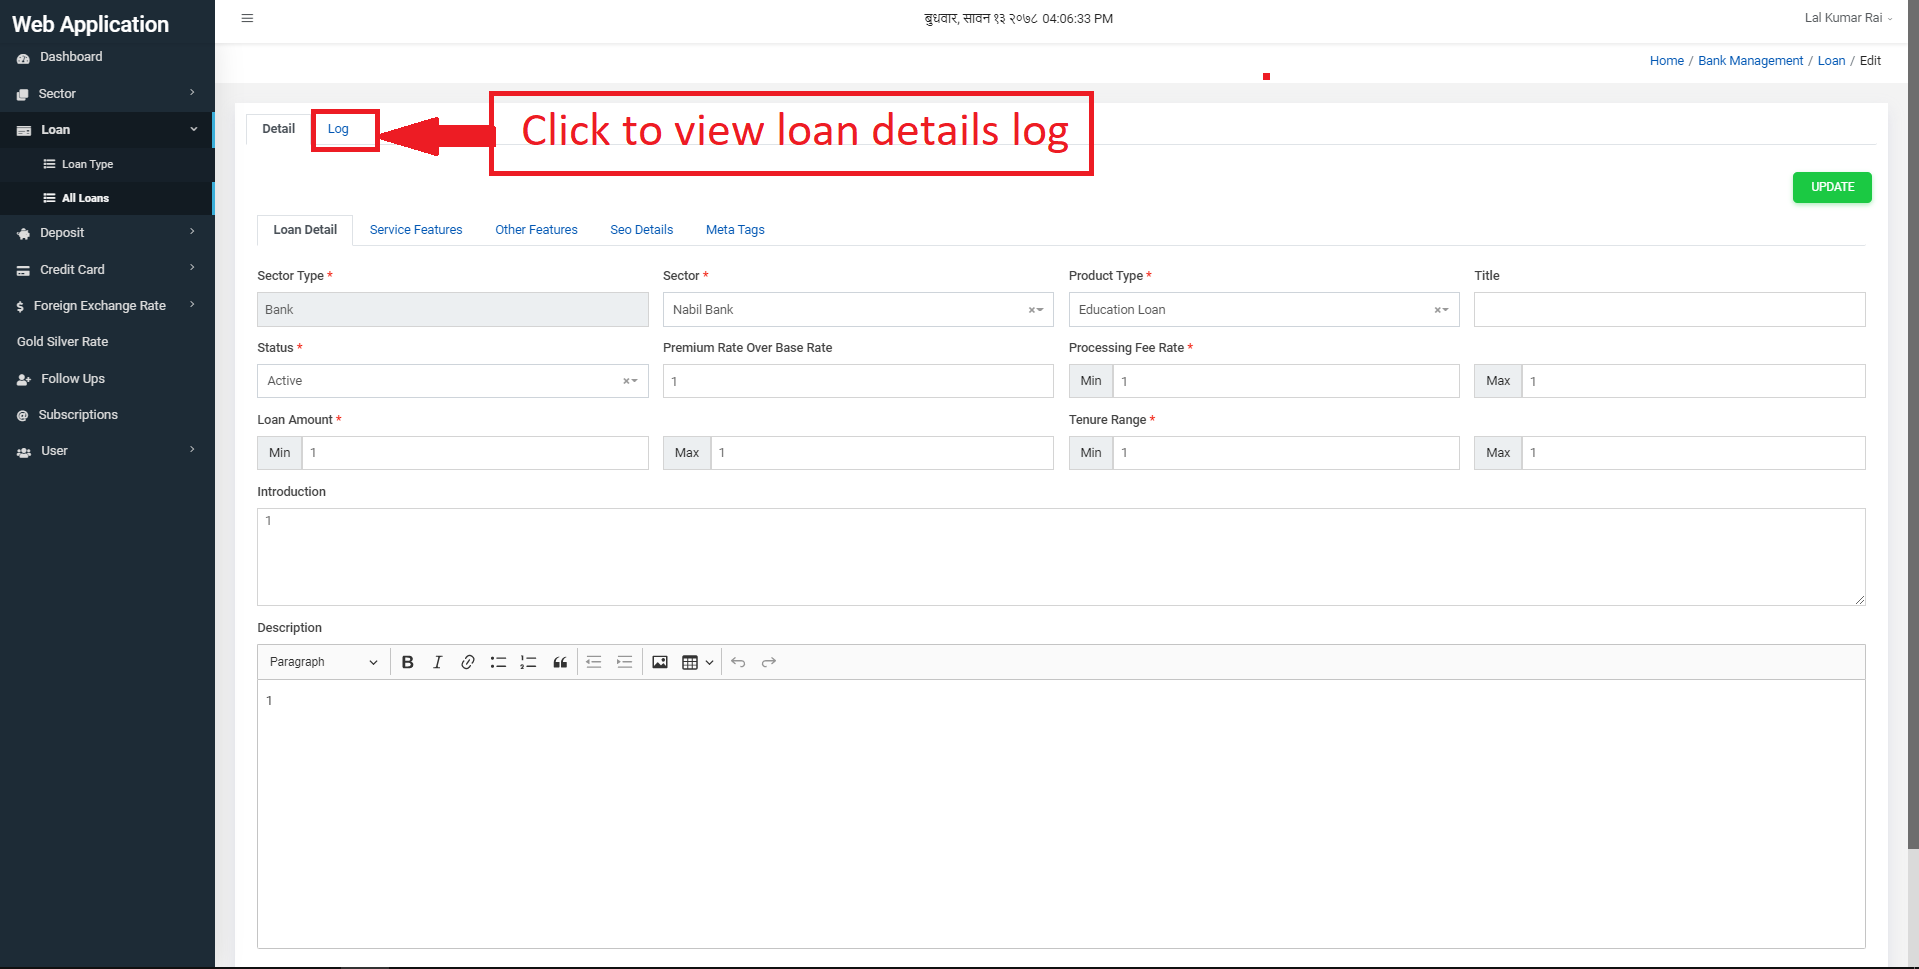 Web Application
बुधवार, सावन १३ २०७८ 04:06:33 PM
Lal Kumar Rai
Home / Bank Management / Loan / Edit
Dashboard
Sector
Loan
Loan Type
All Loans
Deposit
Credit Card
Foreign Exchange Rate
Gold Silver Rate
Follow Ups
Subscriptions
User
Detail
Log
Click to view loan details log
UPDATE
Loan Detail
Service Features
Other Features
Seo Details
Meta Tags
Sector Type *
Bank
Sector *
Nabil Bank
Product Type *
Education Loan
Title
Status *
Active
Premium Rate Over Base Rate
1
Processing Fee Rate *
Min 1
Max 1
Loan Amount *
Min 1
Max 1
Tenure Range *
Min 1
Max 1
Introduction
1
Description
Paragraph
1